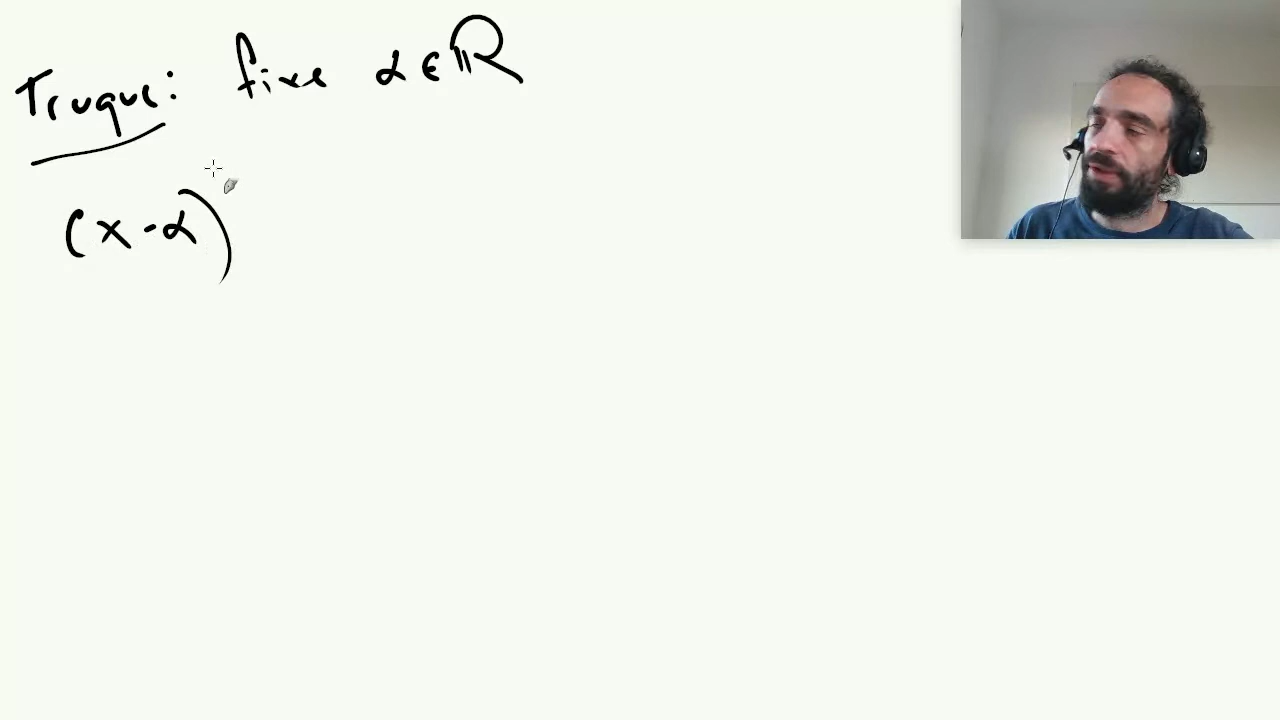 Truque: fixe α ∈ ℝ
(x - α)